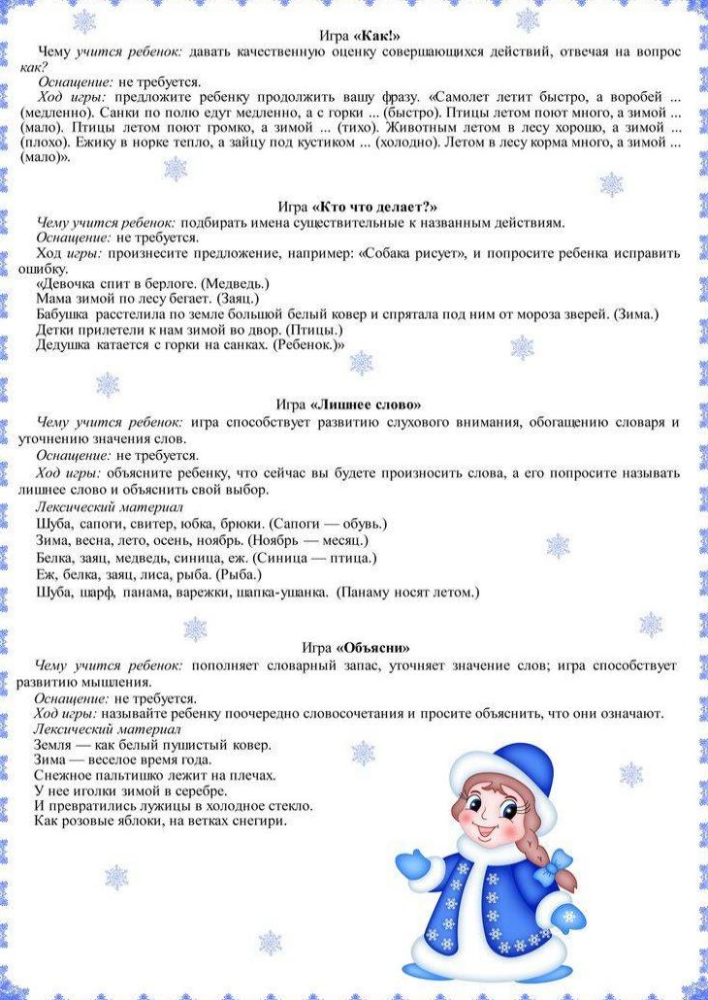 Игра «Как!»
Чему учится ребенок: давать качественную оценку совершающихся действий, отвечая на вопрос
как?
Оснащение: не требуется.
Ход игры: предложите ребенку продолжить вашу фразу. «Самолет летит быстро, а воробей ...
(медленно). Санки по полю едут медленно, а с горки ... (быстро). Птицы летом поют много, а зимой ...
(мало). Птицы летом поют громко, а зимой ... (тихо). Животным летом в лесу хорошо, а зимой ...
(плохо). Ежику в норке тепло, а зайцу под кустиком ... (холодно). Летом в лесу корма много, а зимой ...
(мало)».
Игра «Кто что делает?»
Чему учится ребенок: подбирать имена существительные к названным действиям.
Оснащение: не требуется.
Ход игры: произнесите предложение, например: «Собака рисует», и попросите ребенка исправить
ошибку.
«Девочка спит в берлоге. (Медведь.)
Мама зимой по лесу бегает. (Заяц.)
Бабушка расстелила по земле большой белый ковер и спрятала под ним от мороза зверей. (Зима.)
Детки прилетели к нам зимой во двор. (Птицы.)
Дедушка катается с горки на санках. (Ребенок.)»
Игра «Лишнее слово»
Чему учится ребенок: игра способствует развитию слухового внимания, обогащению словаря и
уточнению значения слов.
Оснащение: не требуется.
Ход игры: объясните ребенку, что сейчас вы будете произносить слова, а его попросите называть
лишнее слово и объяснить свой выбор.
Лексический материал
Шуба, сапоги, свитер, юбка, брюки. (Сапоги — обувь.)
Зима, весна, лето, осень, ноябрь. (Ноябрь — месяц.)
Белка, заяц, медведь, синица, еж. (Синица — птица.)
Еж, белка, заяц, лиса, рыба. (Рыба.)
Шуба, шарф, панама, варежки, шапка-ушанка. (Панаму носят летом.)
Игра «Объясни»
Чему учится ребенок: пополняет словарный запас, уточняет значение слов; игра способствует
развитию мышления.
Оснащение: не требуется.
Ход игры: называйте ребенку поочередно словосочетания и просите объяснить, что они означают.
Лексический материал
Земля — как белый пушистый ковер.
Зима — веселое время года.
Снежное пальтишко лежит на плечах.
У нее иголки зимой в серебре.
И превратились лужицы в холодное стекло.
Как розовые яблоки, на ветках снегири.